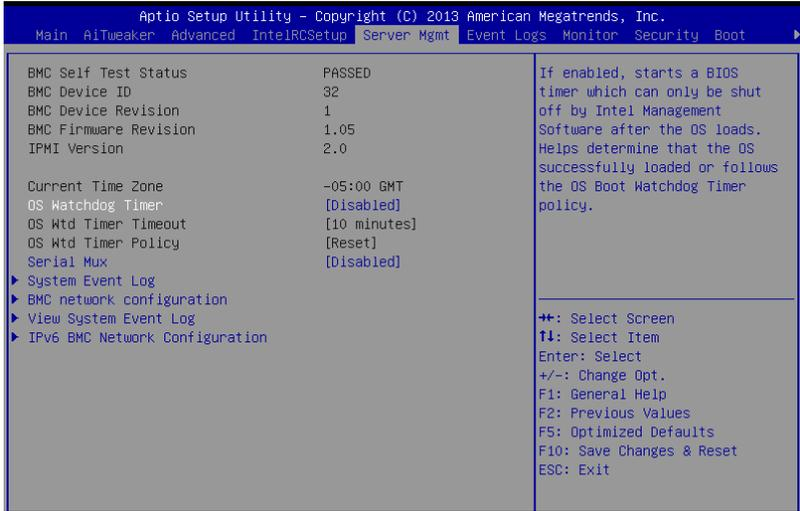 Aptio Setup Utility – Copyright (C) 2013 American Megatrends, Inc.
Main AiTweaker Advanced IntelRCSetup Server Mgmt Event Logs Monitor Security Boot
BMC Self Test Status PASSED
BMC Device ID 32
BMC Device Revision 1
BMC Firmware Revision 1.05
IPMI Version 2.0
Current Time Zone -05:00 GMT
OS Watchdog Timer [Disabled]
OS Wtd Timer Timeout [10 minutes]
OS Wtd Timer Policy [Reset]
Serial Mux [Disabled]
System Event Log
BMC network configuration
View System Event Log
IPv6 BMC Network Configuration
If enabled, starts a BIOS
timer which can only be shut
off by Intel Management
Software after the OS loads.
Helps determine that the OS
successfully loaded or follows
the OS Boot Watchdog Timer
policy.
→←: Select Screen
↑↓: Select Item
Enter: Select
+/-: Change Opt.
F1: General Help
F2: Previous Values
F5: Optimized Defaults
F10: Save Changes & Reset
ESC: Exit